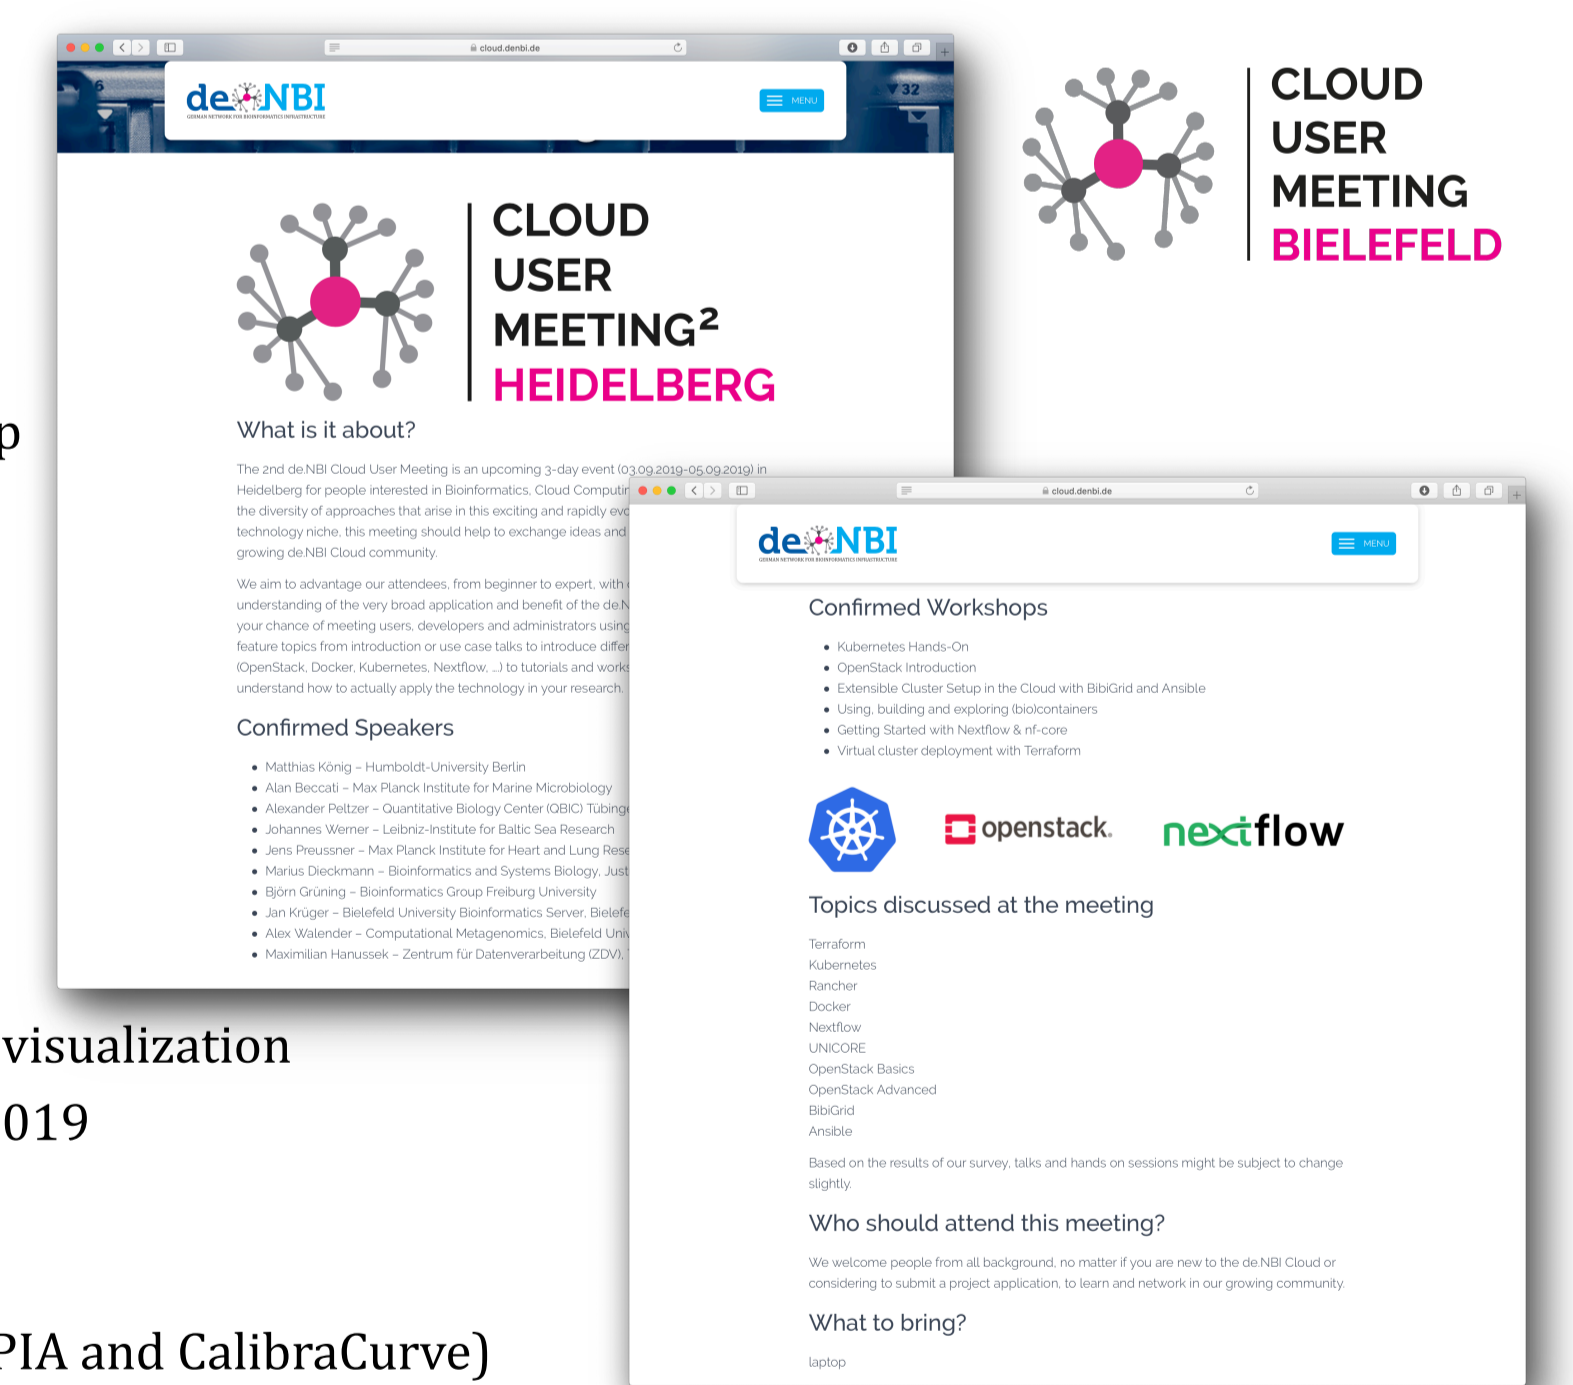 cloud.denbi.de
6
32
de.NBI
GERMAN NETWORK FOR BIOINFORMATICS INFRASTRUCTURE
MENU
CLOUD
USER
MEETING²
HEIDELBERG
What is it about?
The 2nd de.NBI Cloud User Meeting is an upcoming 3-day event (03.09.2019-05.09.2019) in
Heidelberg for people interested in Bioinformatics, Cloud
the diversity of approaches that arise in this exciting and rapidly
technology niche, this meeting should help to exchange ideas and
growing de.NBI Cloud community.
We aim to advantage our attendees, from beginner to expert, with
understanding of the very broad application and benefit of the
your chance of meeting users, developers and administrators using
feature topics from introduction or use case talks to introduce
(OpenStack, Docker, Kubernetes, Nextflow, ...) to tutorials and
understand how to actually apply the technology in your research.
Confirmed Speakers
• Matthias König – Humboldt-University Berlin
• Alan Beccati – Max Planck Institute for Marine Microbiology
• Alexander Peltzer – Quantitative Biology Center (QBIC)
• Johannes Werner – Leibniz-Institute for Baltic Sea Research
• Jens Preussner – Max Planck Institute for Heart and Lung
• Marius Dieckmann – Bioinformatics and Systems Biology,
• Björn Grüning – Bioinformatics Group Freiburg University
• Jan Krüger – Bielefeld University Bioinformatics Server,
• Alex Walender – Computational Metagenomics, Bielefeld
• Maximilian Hanussek – Zentrum für Datenverarbeitung (ZDV),
CLOUD
USER
MEETING
BIELEFELD
cloud.denbi.de
de.NBI
GERMAN NETWORK FOR BIOINFORMATICS INFRASTRUCTURE
MENU
Confirmed Workshops
• Kubernetes Hands-On
• OpenStack Introduction
• Extensible Cluster Setup in the Cloud with BibiGrid and Ansible
• Using, building and exploring (bio)containers
• Getting Started with Nextflow & nf-core
• Virtual cluster deployment with Terraform
openstack.
nextflow
Topics discussed at the meeting
Terraform
Kubernetes
Rancher
Docker
Nextflow
UNICORE
OpenStack Basics
OpenStack Advanced
BibiGrid
Ansible
Based on the results of our survey, talks and hands on sessions might be subject to change
slightly.
Who should attend this meeting?
We welcome people from all background, no matter if you are new to the de.NBI Cloud or
considering to submit a project application, to learn and network in our growing community.
What to bring?
laptop
p
visualization
019
PIA and CalibraCurve)